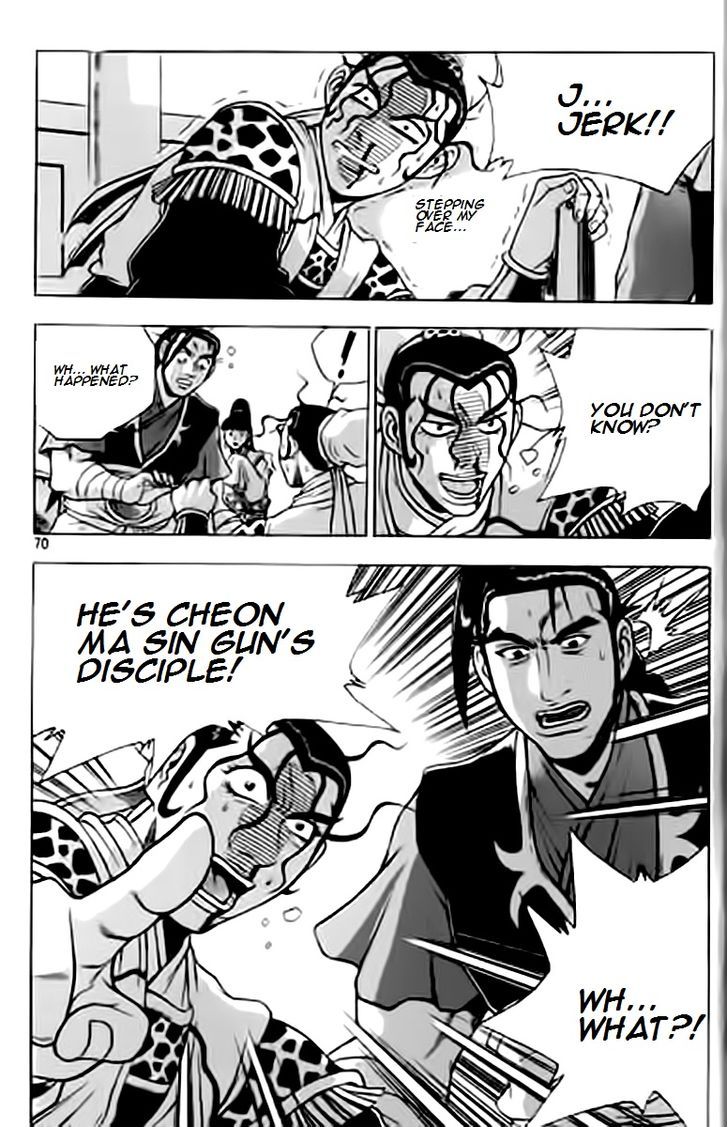 J...
JERK!!
STEPPING
OVER MY
FACE...
WH... WHAT
HAPPENED?
!
YOU DON'T
KNOW?
70
HE'S CHEON
MA SIN GUN'S
DISCIPLE!
WH...
WHAT?!